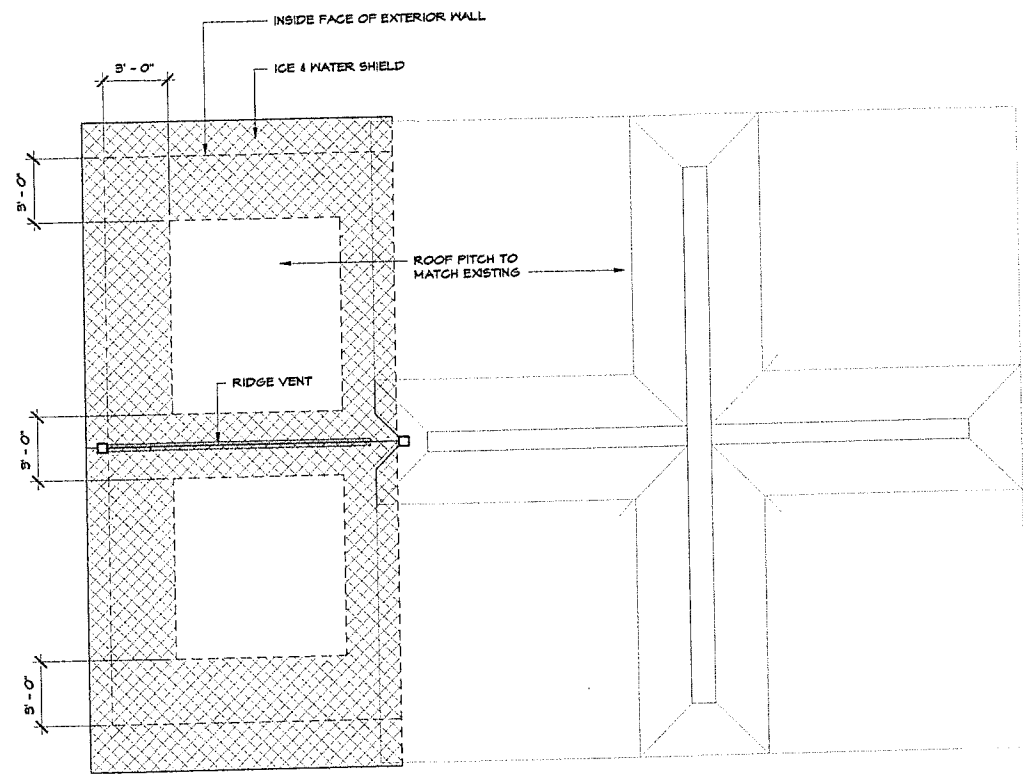 INSIDE FACE OF EXTERIOR WALL
ICE & WATER SHIELD
3' - 0"
3' - 0"
ROOF PITCH TO
MATCH EXISTING
RIDGE VENT
3' - 0"
3' - 0"